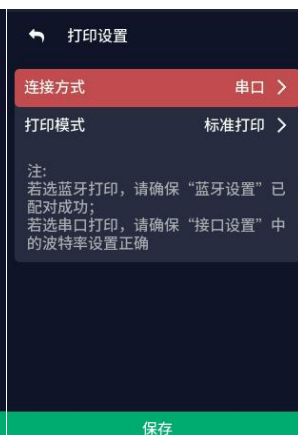 打印设置
连接方式 串口
打印模式 标准打印
注:
若选蓝牙打印，请确保“蓝牙设置”已
配对成功；
若选串口打印，请确保“接口设置”中
的波特率设置正确
保存